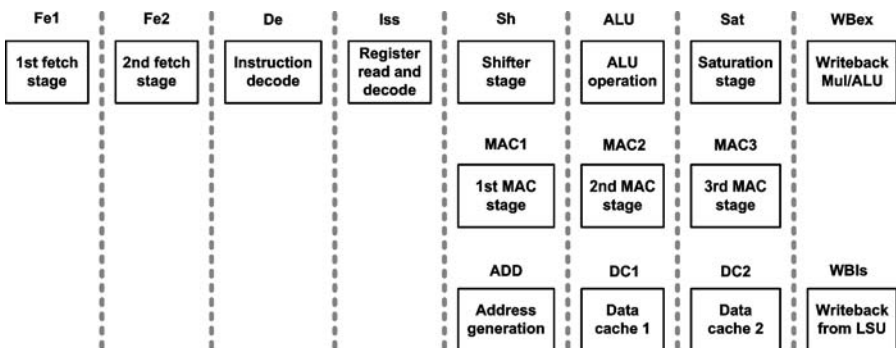 Fe1 Fe2 De Iss Sh ALU Sat WBex
1st fetch stage
2nd fetch stage
Instruction decode
Register read and decode
Shifter stage
ALU operation
Saturation stage
Writeback Mul/ALU
MAC1 MAC2 MAC3
1st MAC stage
2nd MAC stage
3rd MAC stage
ADD DC1 DC2 WBls
Address generation
Data cache 1
Data cache 2
Writeback from LSU